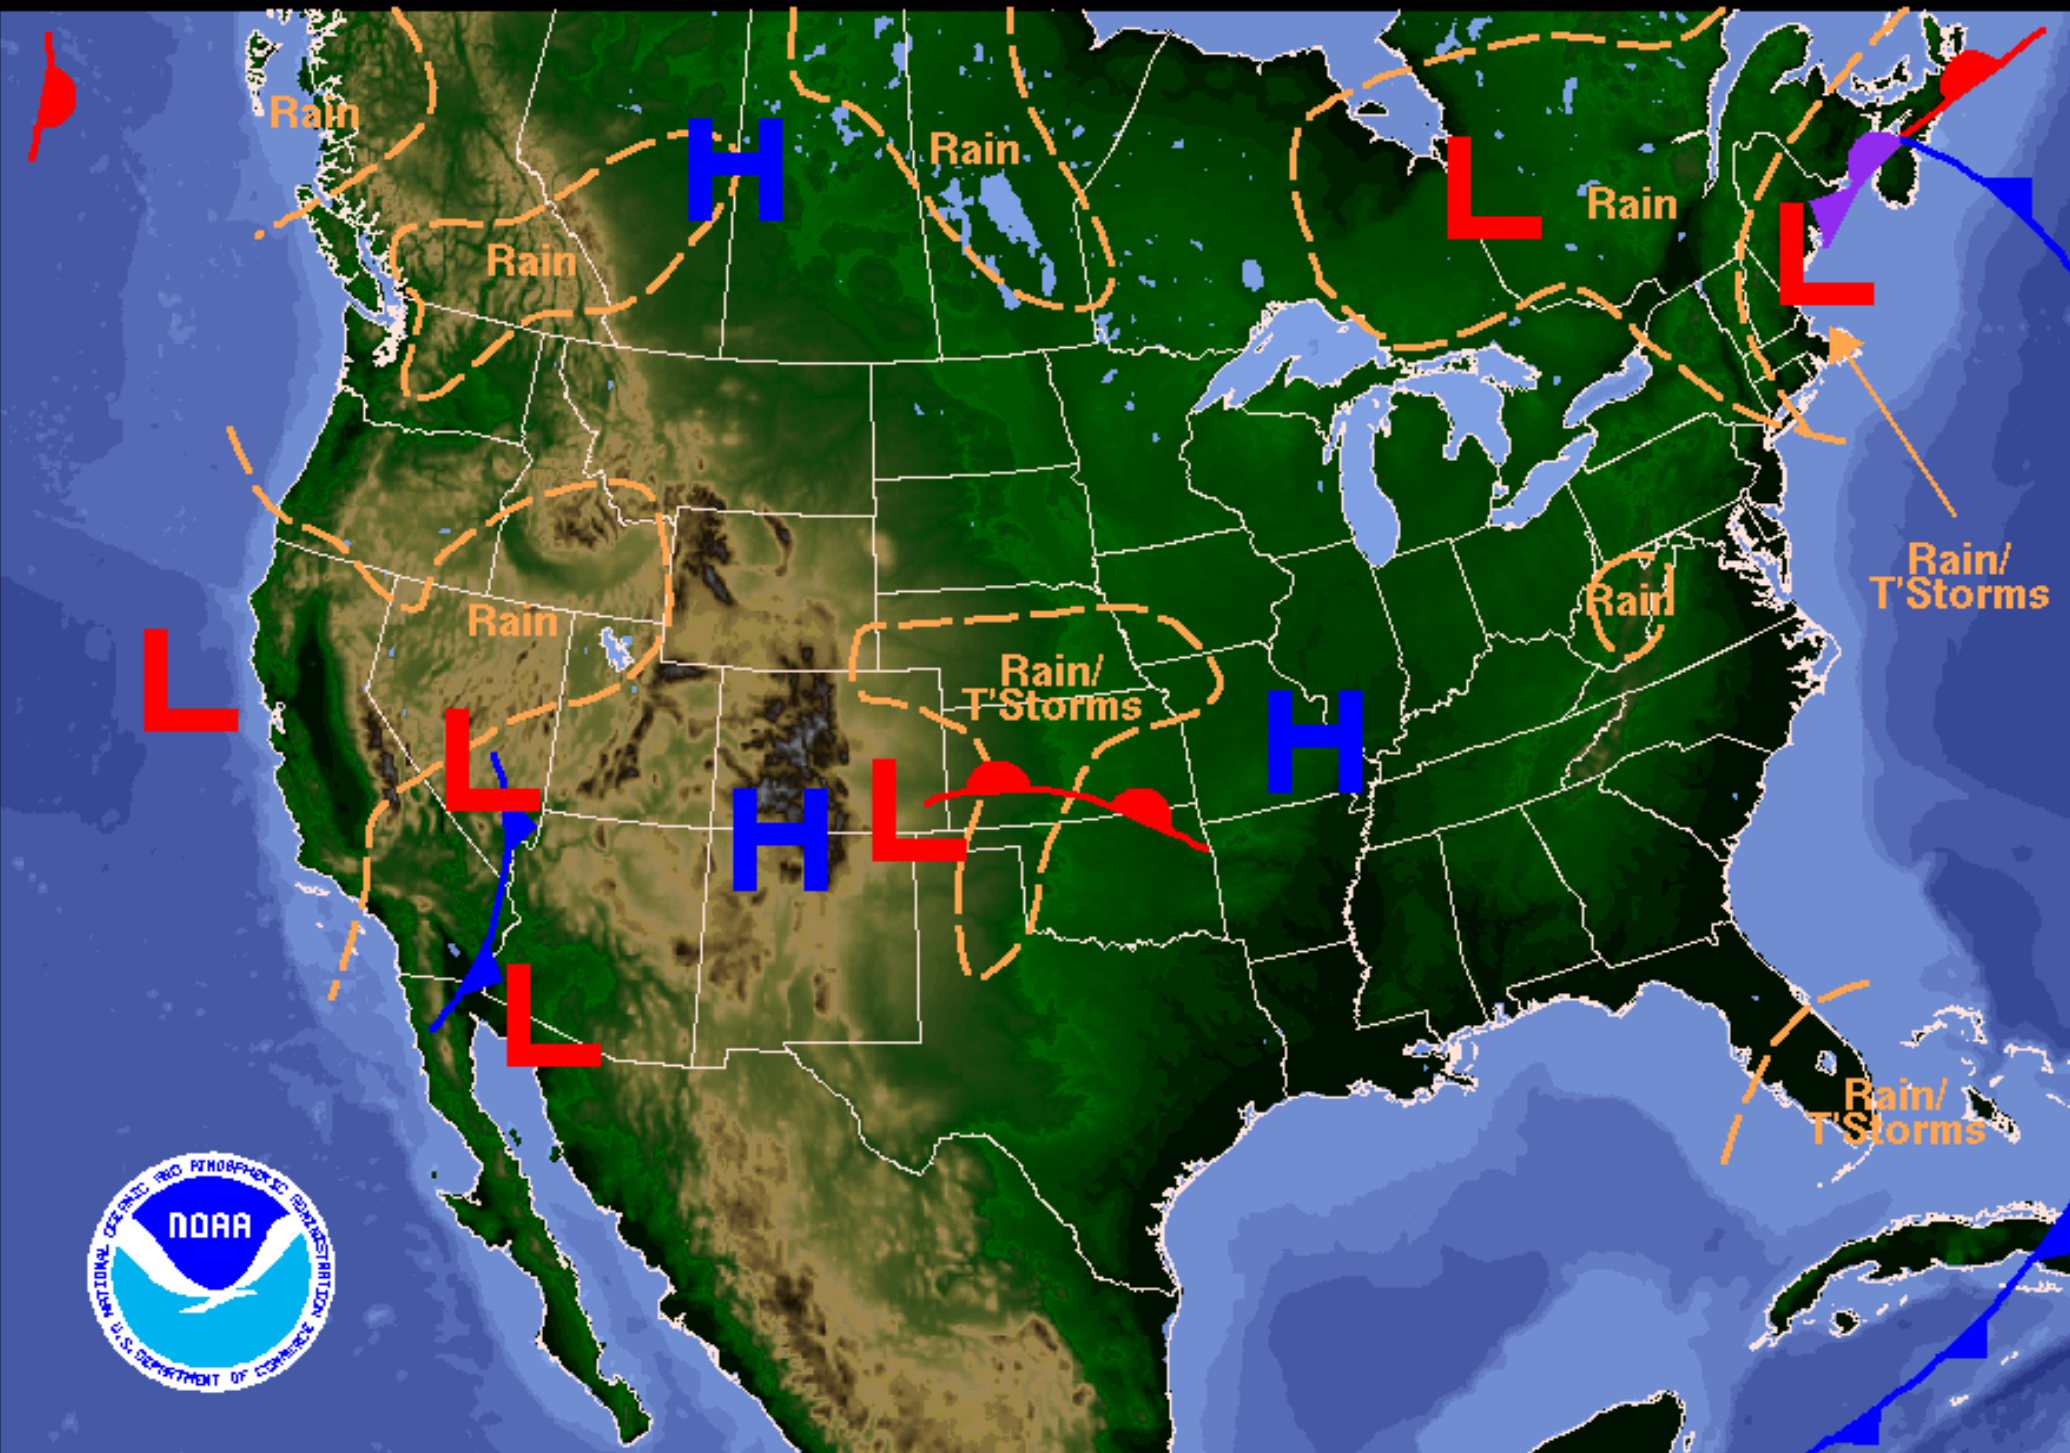 Rain
H
Rain
L
Rain
Rain
L
Rain/
T'Storms
Rain
Rain
L
Rain/
T'Storms
H
L
L
H
L
Rain/
T'Storms
NATIONAL OCEANIC AND ATMOSPHERIC ADMINISTRATION
NOAA
U.S. DEPARTMENT OF COMMERCE